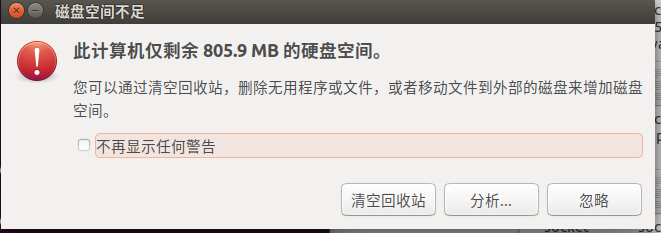 磁盘空间不足
此计算机仅剩余 805.9 MB 的硬盘空间。
您可以通过清空回收站，删除无用程序或文件，或者移动文件到外部的磁盘来增加磁盘
空间。
不再显示任何警告
清空回收站
分析...
忽略
socket